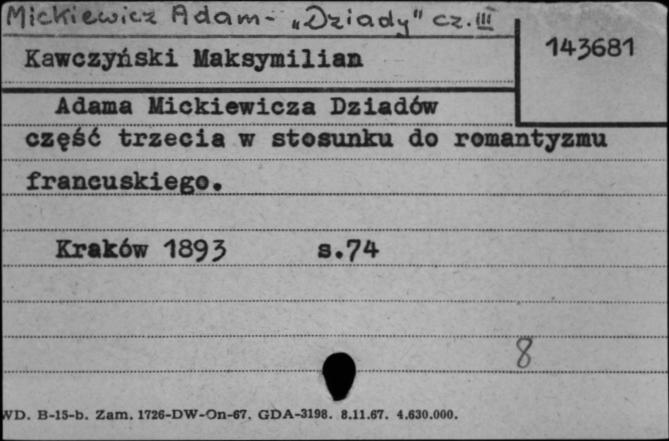 Mickiewicz Adam - „Dziady" cz. III
143681
Kawczyński Maksymilian
Adama Mickiewicza Dziadów
część trzecia w stosunku do romantyzmu
francuskiego.
Kraków 1893 s.74
8
WD. B-15-b. Zam. 1726-DW-On-67. GDA-3198. 8.11.67. 4.630.000.